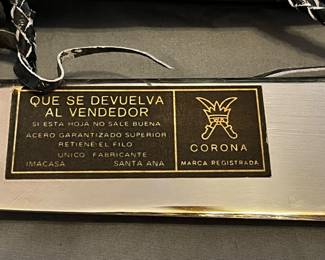 QUE SE DEVUELVA
AL VENDEDOR
SI ESTA HOJA NO SALE BUENA
ACERO GARANTIZADO SUPERIOR
RETIENE EL FILO
UNICO FABRICANTE
IMACASA SANTA ANA
CORONA
MARCA REGISTRADA